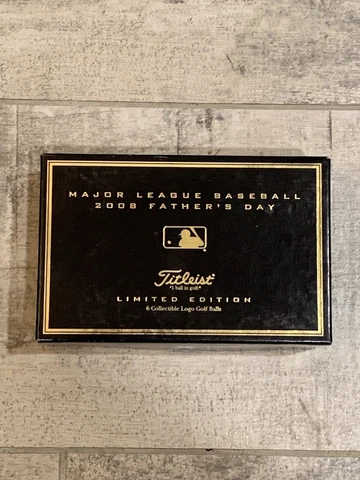 MAJOR LEAGUE BASEBALL
2008 FATHER'S DAY
Titleist
"1 ball in golf."
LIMITED EDITION
6 Collectible Logo Golf Balls